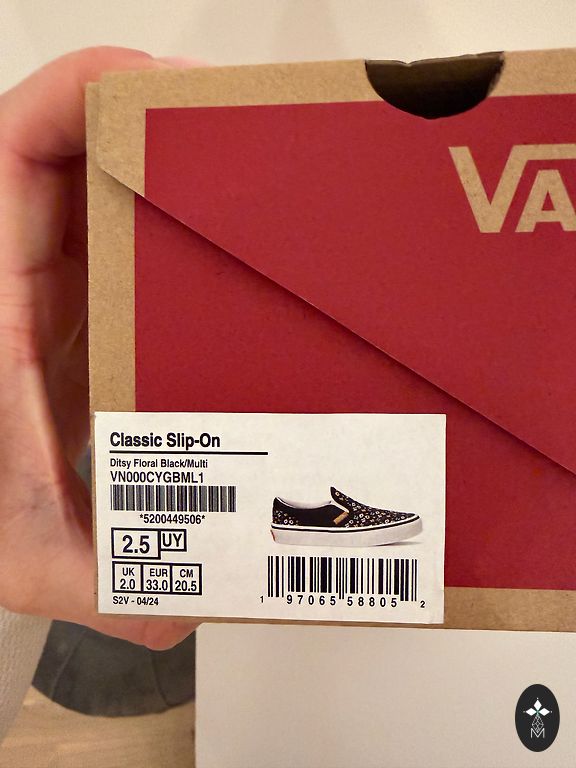 VA
Classic Slip-On
Ditsy Floral Black/Multi
VN000CYGBML1
*5200449506*
2.5 UY
UK EUR CM
2.0 33.0 20.5
S2V - 04/24
1 97065 58805 2
M